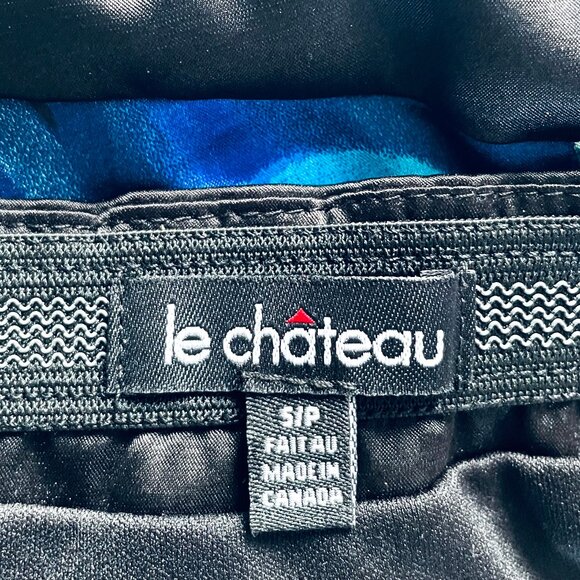 le château
S/P
FAIT AU
MADE IN
CANADA